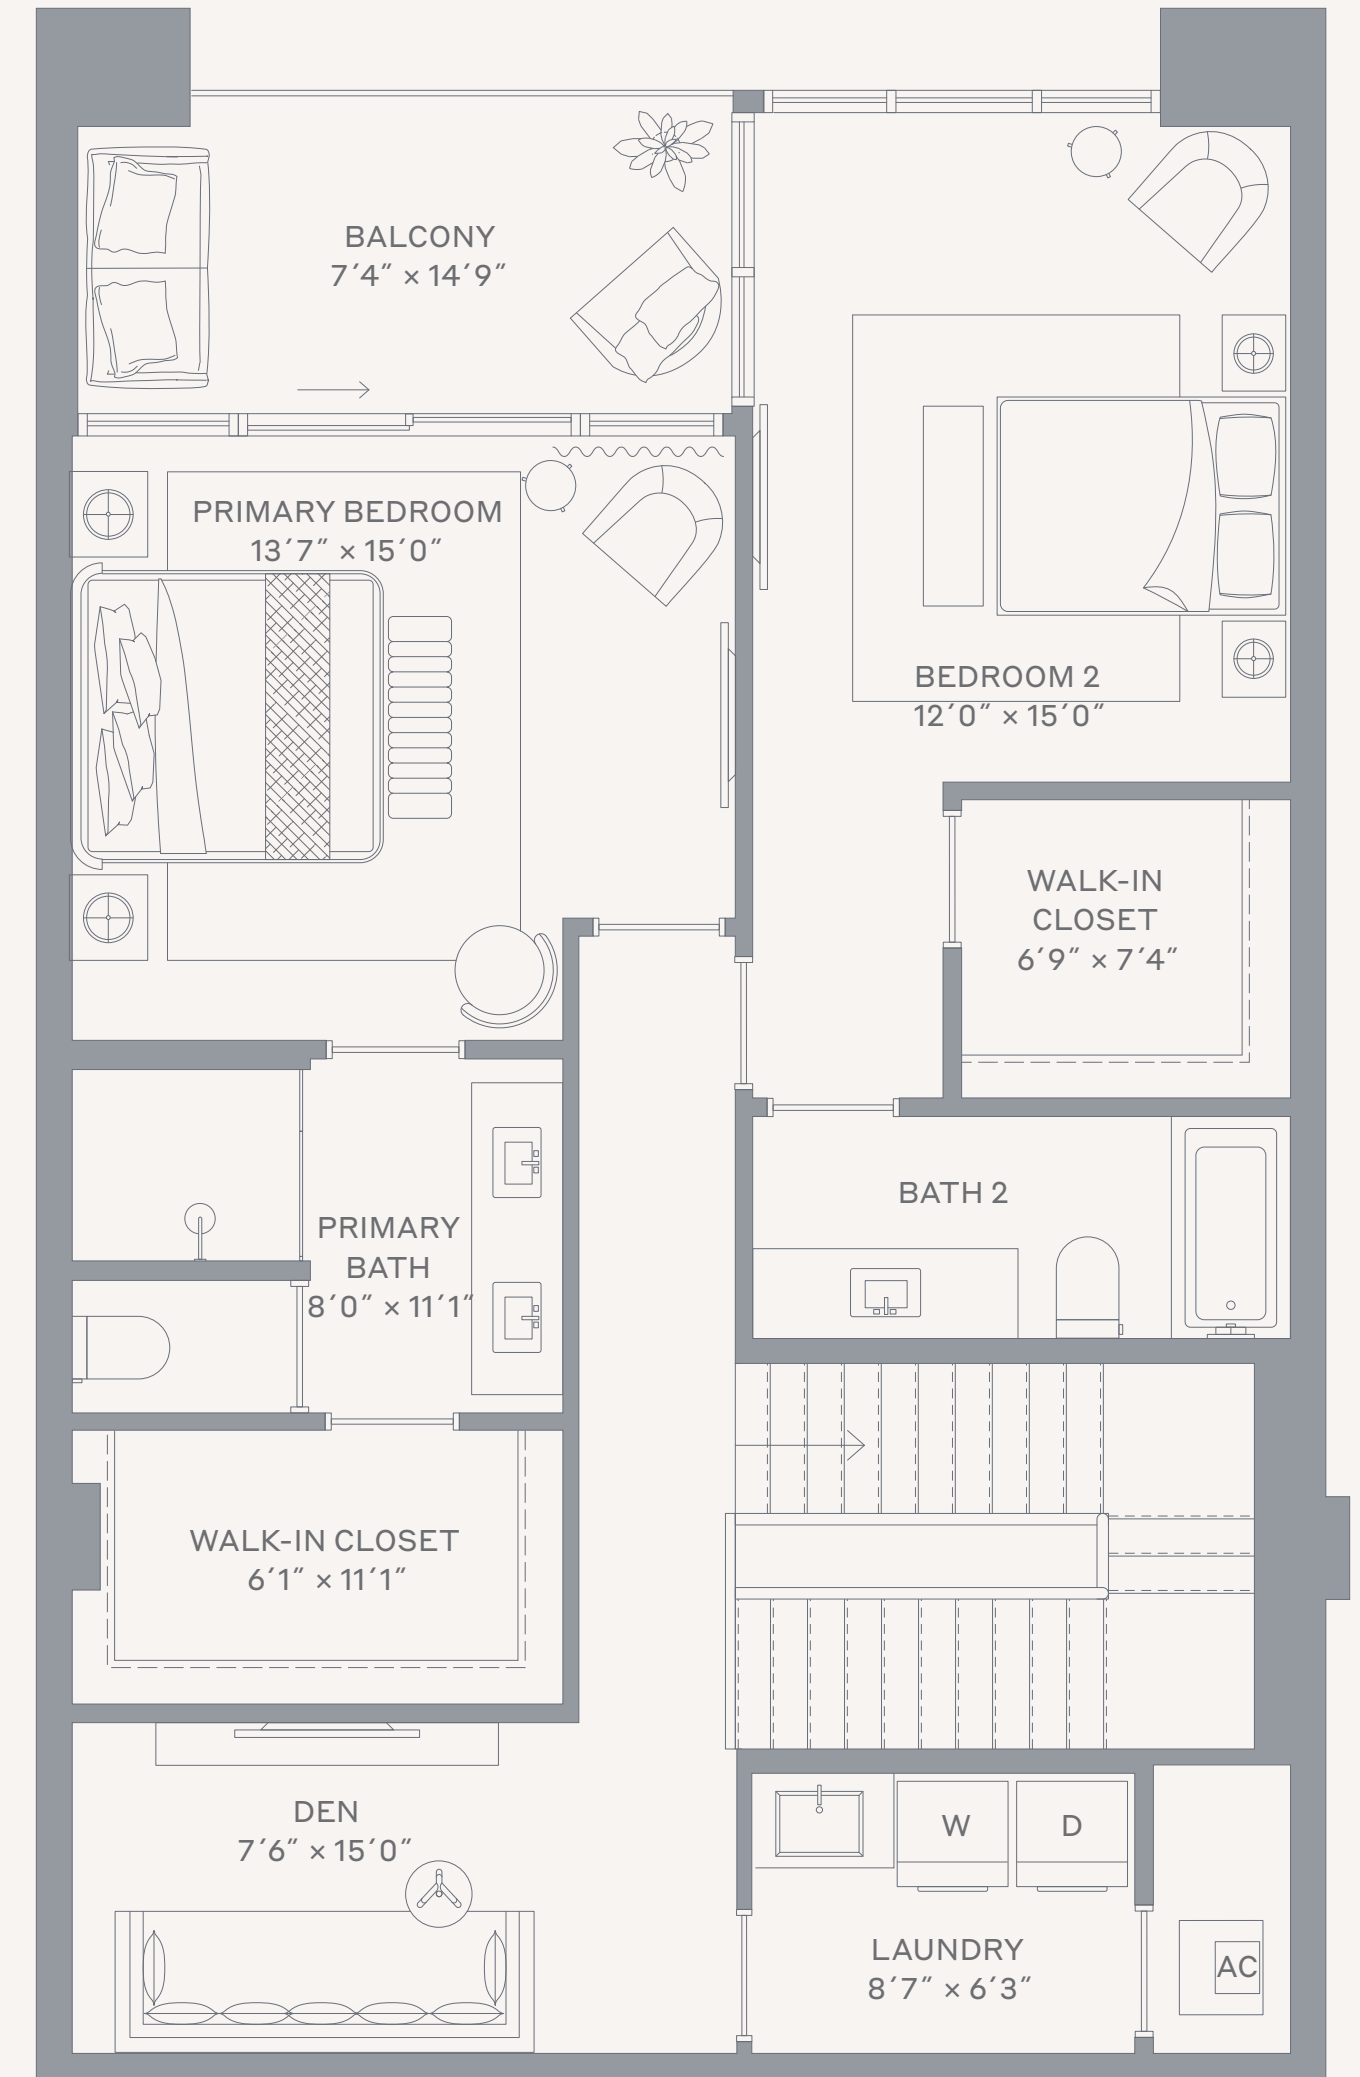 BALCONY
7′4″ × 14′9″
PRIMARY BEDROOM
13′7″ × 15′0″
BEDROOM 2
12′0″ × 15′0″
WALK-IN
CLOSET
6′9″ × 7′4″
BATH 2
PRIMARY
BATH
8′0″ × 11′1″
WALK-IN CLOSET
6′1″ × 11′1″
DEN
7′6″ × 15′0″
W
D
LAUNDRY
8′7″ × 6′3″
AC